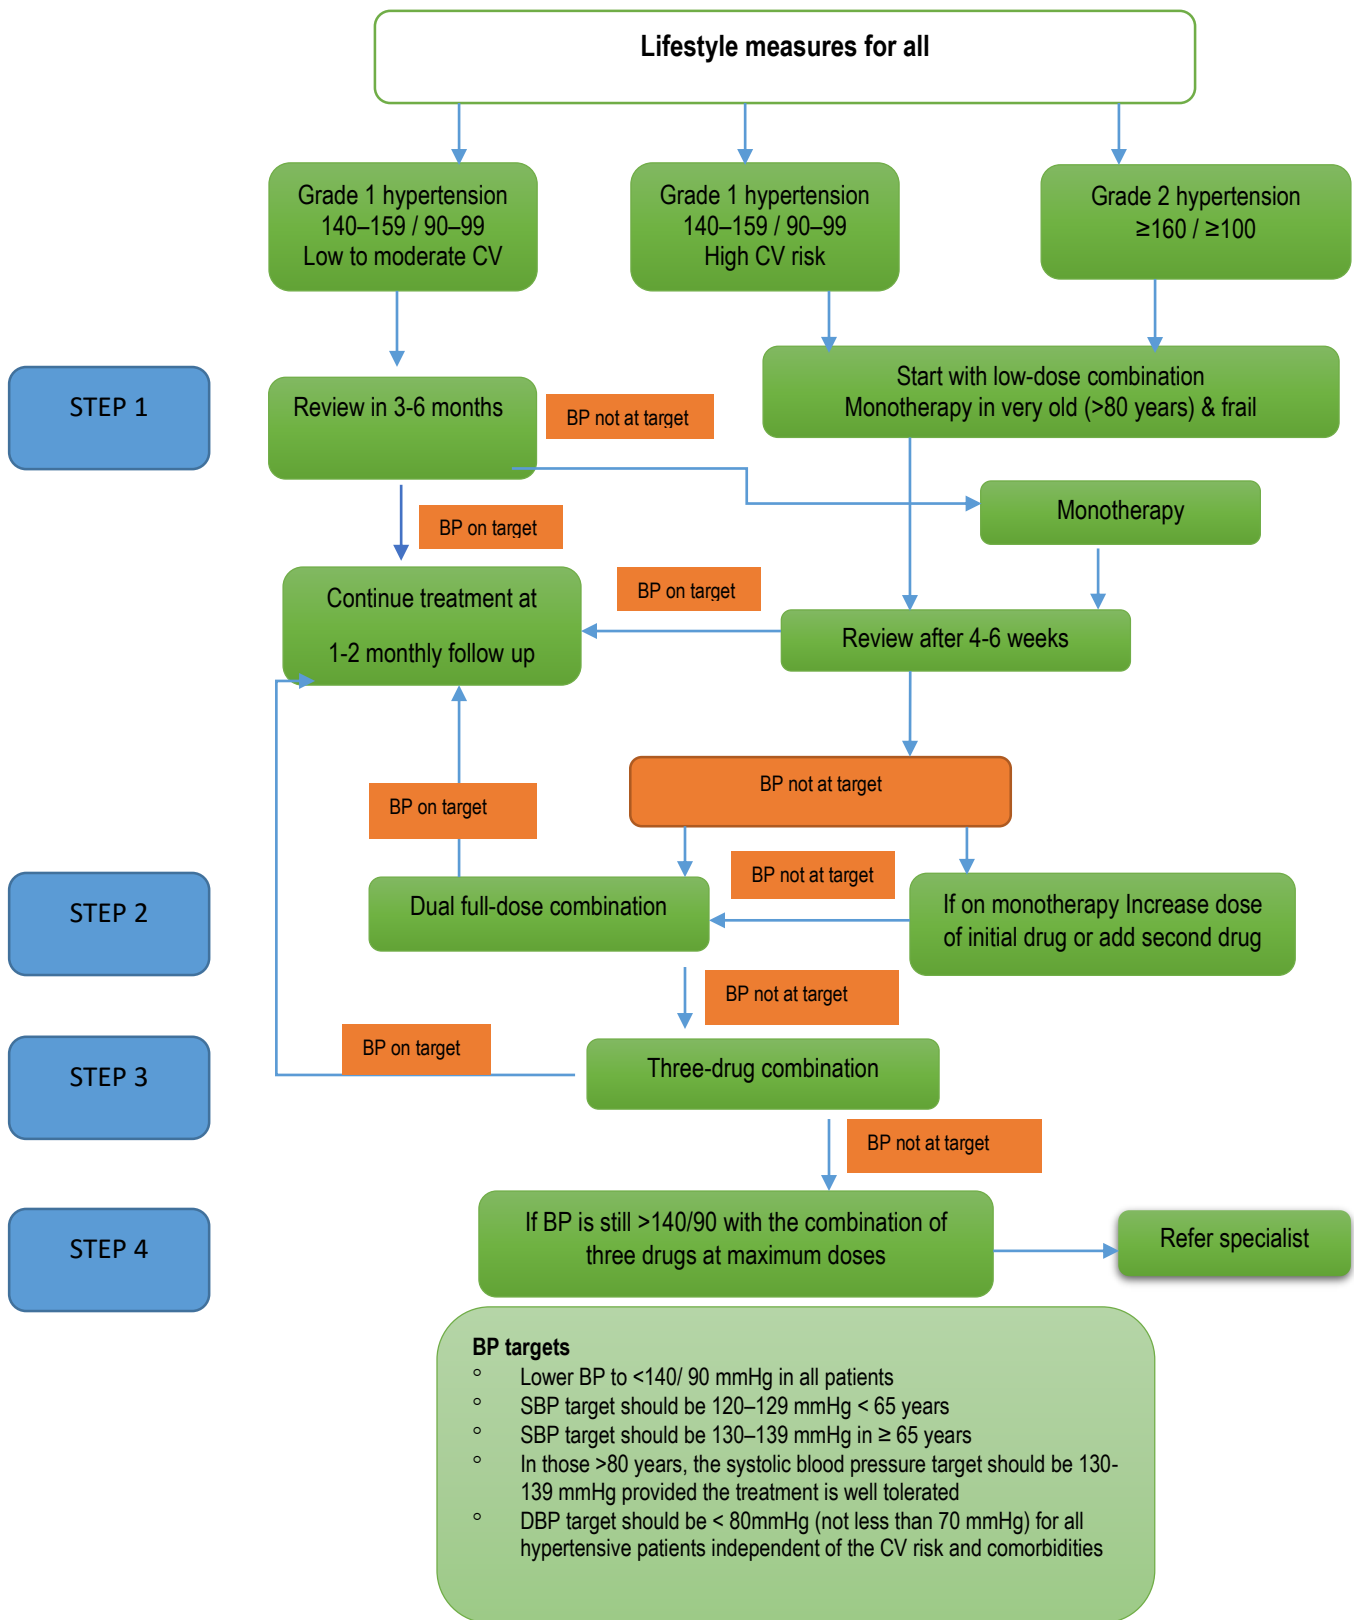 Lifestyle measures for all
Grade 1 hypertension
140–159 / 90–99
Low to moderate CV
Grade 1 hypertension
140–159 / 90–99
High CV risk
Grade 2 hypertension
≥160 / ≥100
STEP 1
Review in 3-6 months
BP not at target
Start with low-dose combination
Monotherapy in very old (>80 years) & frail
Monotherapy
BP on target
Continue treatment at
1-2 monthly follow up
BP on target
Review after 4-6 weeks
BP not at target
BP on target
BP not at target
STEP 2
Dual full-dose combination
If on monotherapy Increase dose
of initial drug or add second drug
BP not at target
STEP 3
BP on target
Three-drug combination
BP not at target
STEP 4
If BP is still >140/90 with the combination of
three drugs at maximum doses
Refer specialist
BP targets
° Lower BP to <140/ 90 mmHg in all patients
° SBP target should be 120–129 mmHg < 65 years
° SBP target should be 130–139 mmHg in ≥ 65 years
° In those >80 years, the systolic blood pressure target should be 130-
139 mmHg provided the treatment is well tolerated
° DBP target should be < 80mmHg (not less than 70 mmHg) for all
hypertensive patients independent of the CV risk and comorbidities